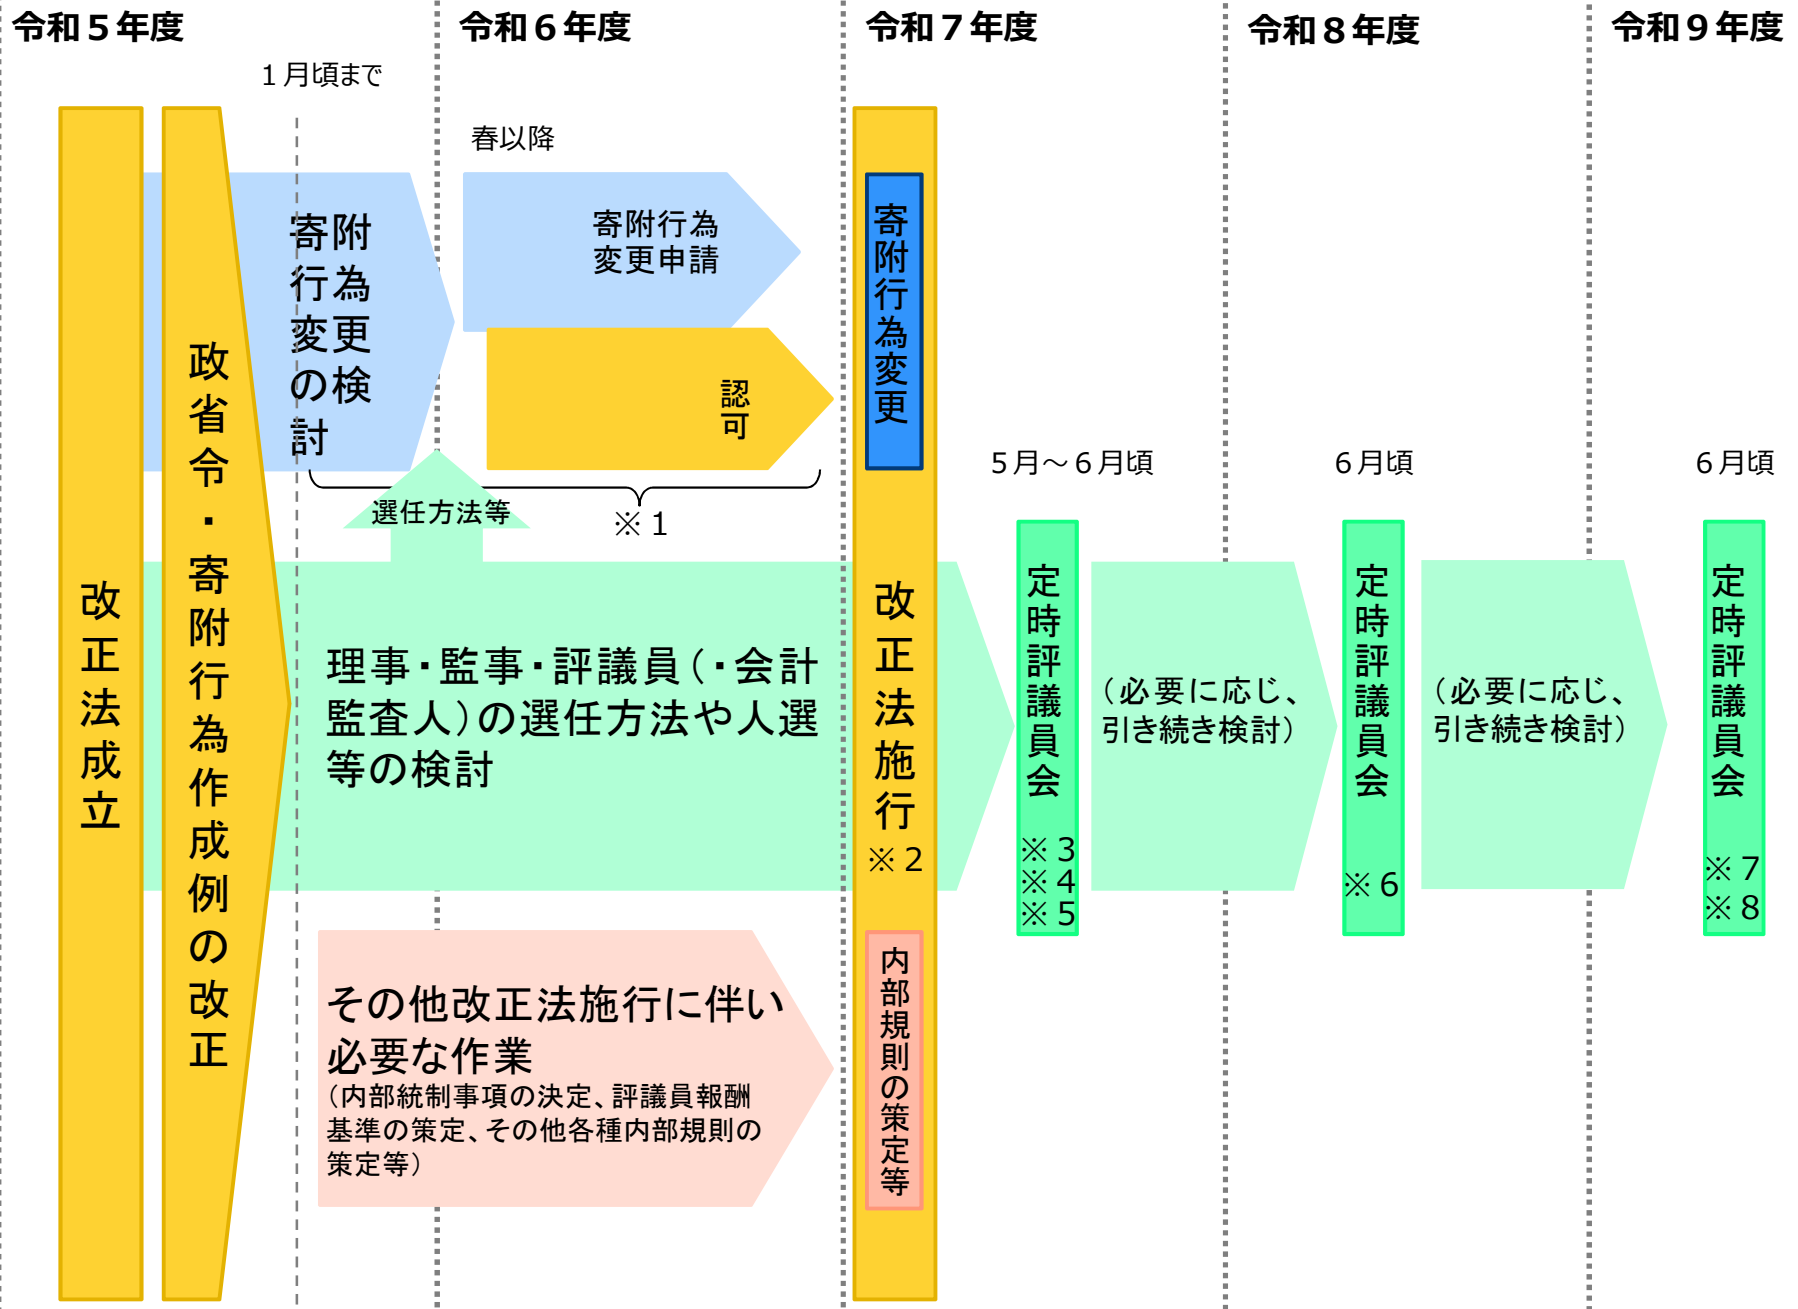 令和５年度
令和６年度
令和７年度
令和８年度
令和９年度
１月頃まで
春以降
改正法成立
政省令・寄附行為作成例の改正
寄附
行為
変更
の検
討
寄附行為
変更申請
認
可
寄附行為変更
選任方法等
※１
理事・監事・評議員（・会計
監査人）の選任方法や人選
等の検討
改正法施行
※２
その他改正法施行に伴い
必要な作業
（内部統制事項の決定、評議員報酬
基準の策定、その他各種内部規則の
策定等）
内部規則の策定等
５月～６月頃
定時評議員会
※３
※４
※５
（必要に応じ、
引き続き検討）
６月頃
定時評議員会
※６
（必要に応じ、
引き続き検討）
６月頃
定時評議員会
※７
※８